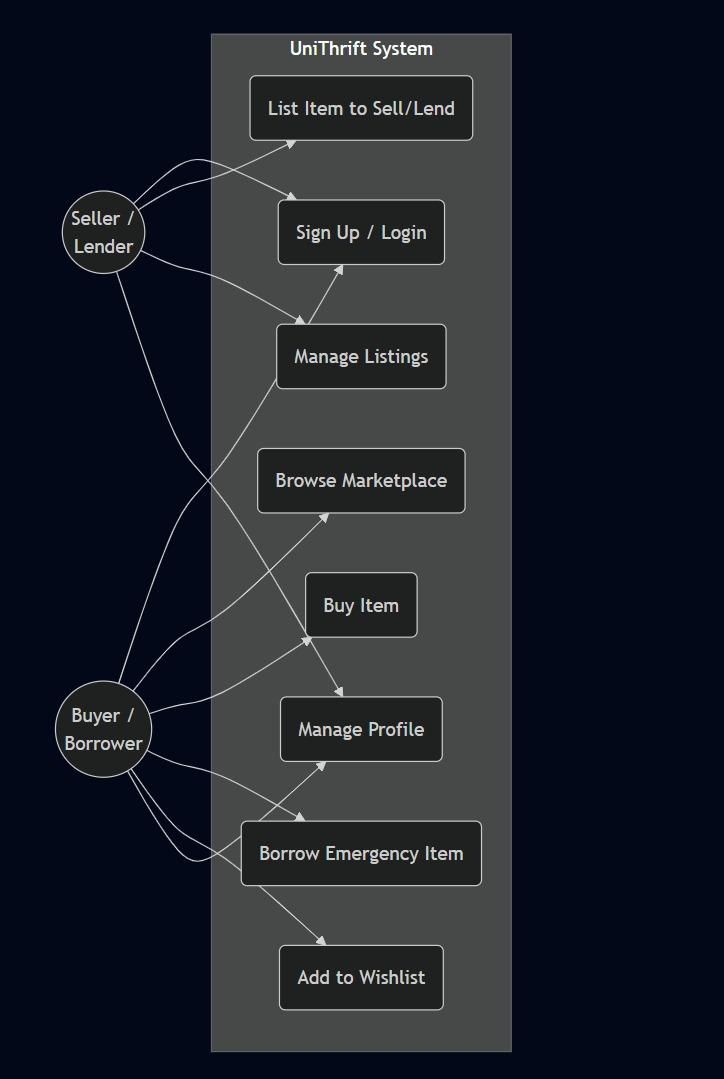 UniThrift System
List Item to Sell/Lend
Seller /
Lender
Sign Up / Login
Manage Listings
Browse Marketplace
Buy Item
Buyer /
Borrower
Manage Profile
Borrow Emergency Item
Add to Wishlist